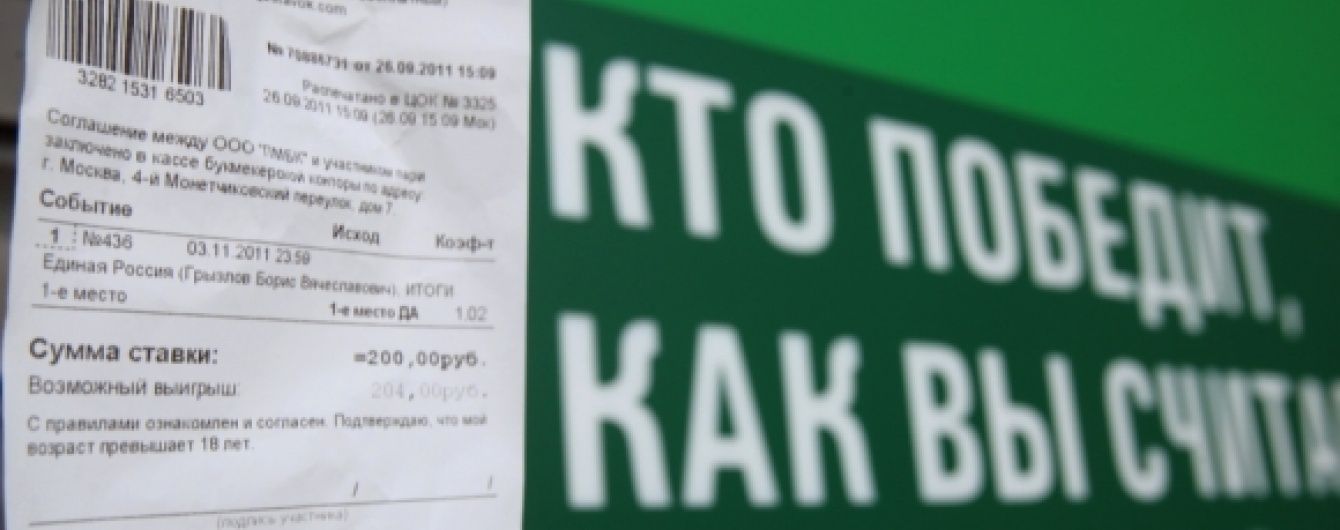 3282 1531 6503
№ 75885731 от 26.09.2011 15:09
Распечатано в ЦОК № 3325
26.09.2011 15:09 (26.09 15:09 Мск)
Соглашение между ООО "ПМБК" и участником пари
заключено в кассе букмекерской конторы по адресу:
г. Москва, 4-й Монетчиковский переулок, дом 7.
Событие Исход Коэф-т
1 №436 03.11.2011 23:59
Единая Россия (Грызлов Борис Вячеславович), ИТОГИ
1-е место 1-е место ДА 1.02
Сумма ставки: =200,00руб.
Возможный выигрыш: 204,00руб.
С правилами ознакомлен и согласен. Подтверждаю, что мой
возраст превышает 18 лет.
/ /
(подпись участника)
КТО ПОБЕДИТ,
КАК ВЫ СЧИТА